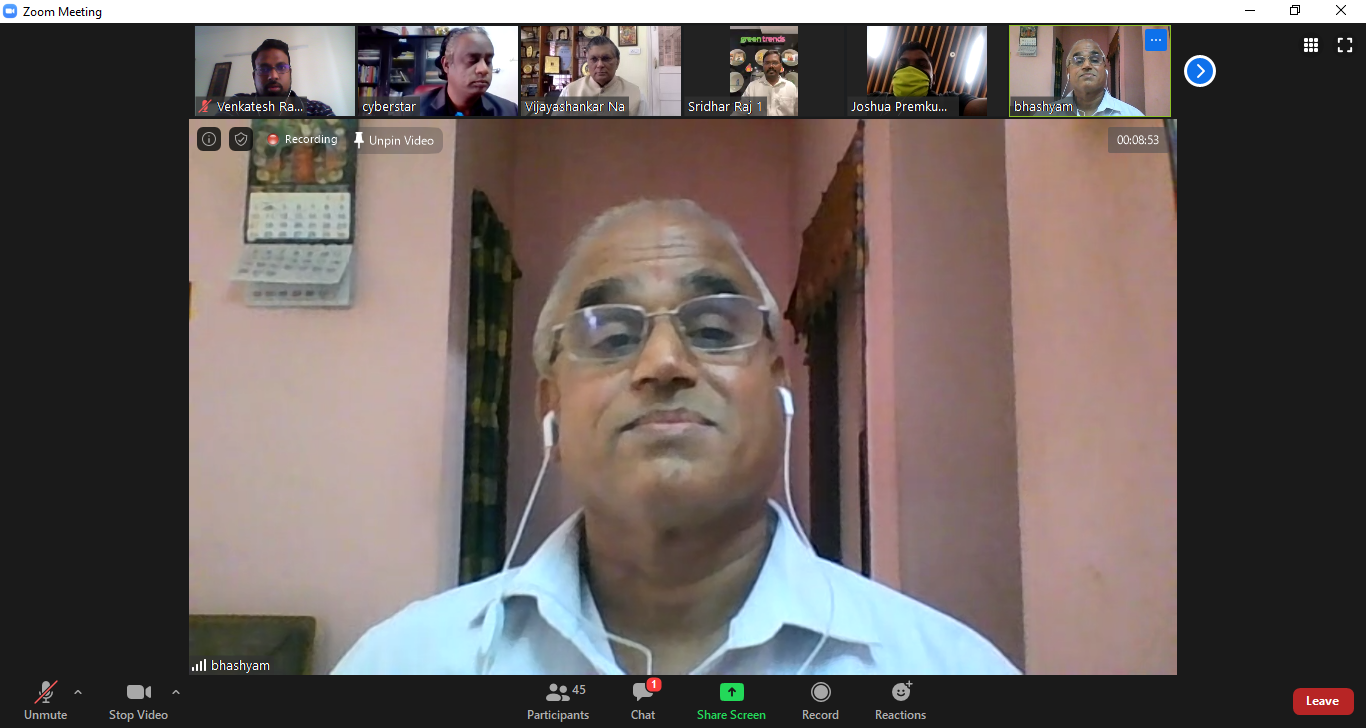 Zoom Meeting
green trends
Venkatesh Ra...
cyberstar
Vijayashankar Na
Sridhar Raj 1
Joshua Premku...
bhashyam
Recording
Unpin Video
00:08:53
bhashyam
Unmute
Stop Video
45
Participants
1
Chat
Share Screen
Record
Reactions
Leave